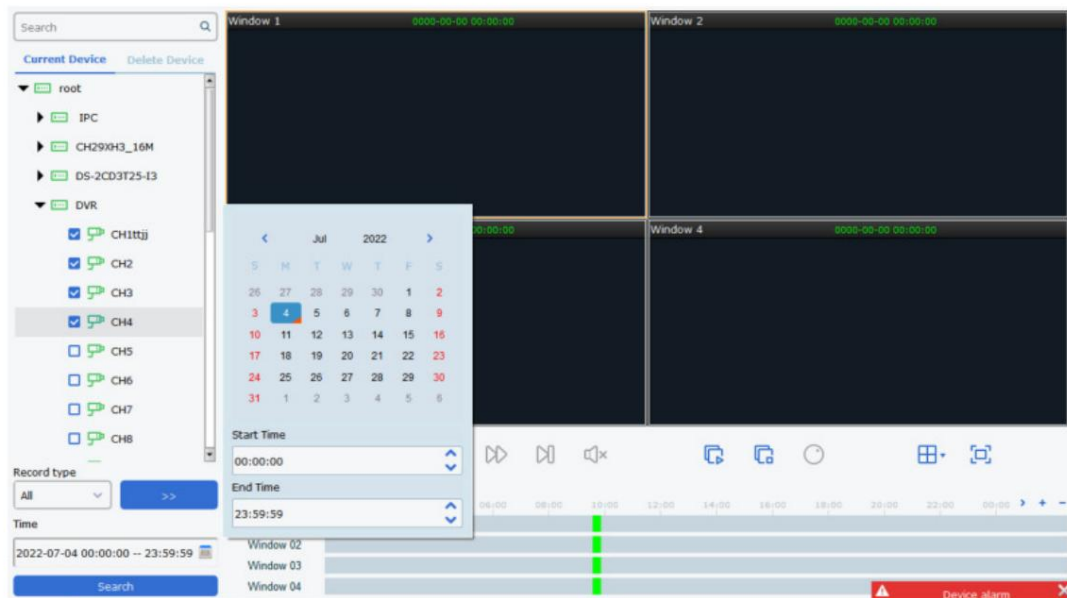 Search
Current Device Delete Device
root
IPC
CH29XH3_16M
DS-2CD3T25-I3
DVR
CH1ttjj
CH2
CH3
CH4
CH5
CH6
CH7
CH8
Record type
All >>
Time
2022-07-04 00:00:00 -- 23:59:59
Search
Window 1 0000-00-00 00:00:00
Window 2 0000-00-00 00:00:00
00:00:00
Window 4 0000-00-00 00:00:00
< Jul 2022 >
S M T W T F S
26 27 28 29 30 1 2
3 4 5 6 7 8 9
10 11 12 13 14 15 16
17 18 19 20 21 22 23
24 25 26 27 28 29 30
31 1 2 3 4 5 6
Start Time
00:00:00
End Time
23:59:59
06:00 08:00 10:00 12:00 14:00 16:00 18:00 20:00 22:00 00:00 > + -
Window 02
Window 03
Window 04
Device alarm X